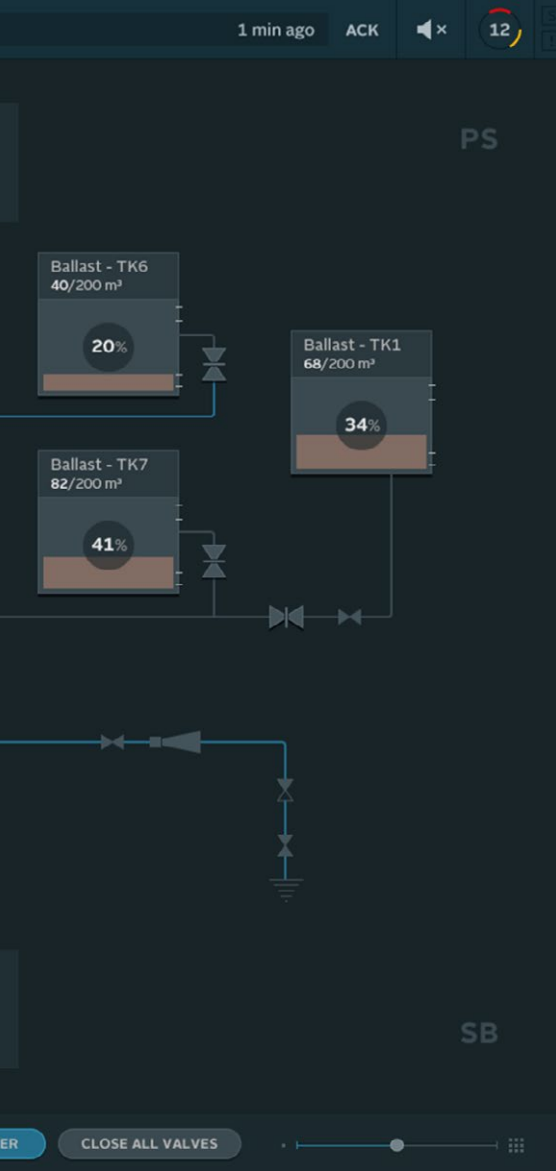 1 min ago ACK 12
PS
Ballast - TK6
40/200 m³
20%
Ballast - TK1
68/200 m³
34%
Ballast - TK7
82/200 m³
41%
SB
ER CLOSE ALL VALVES